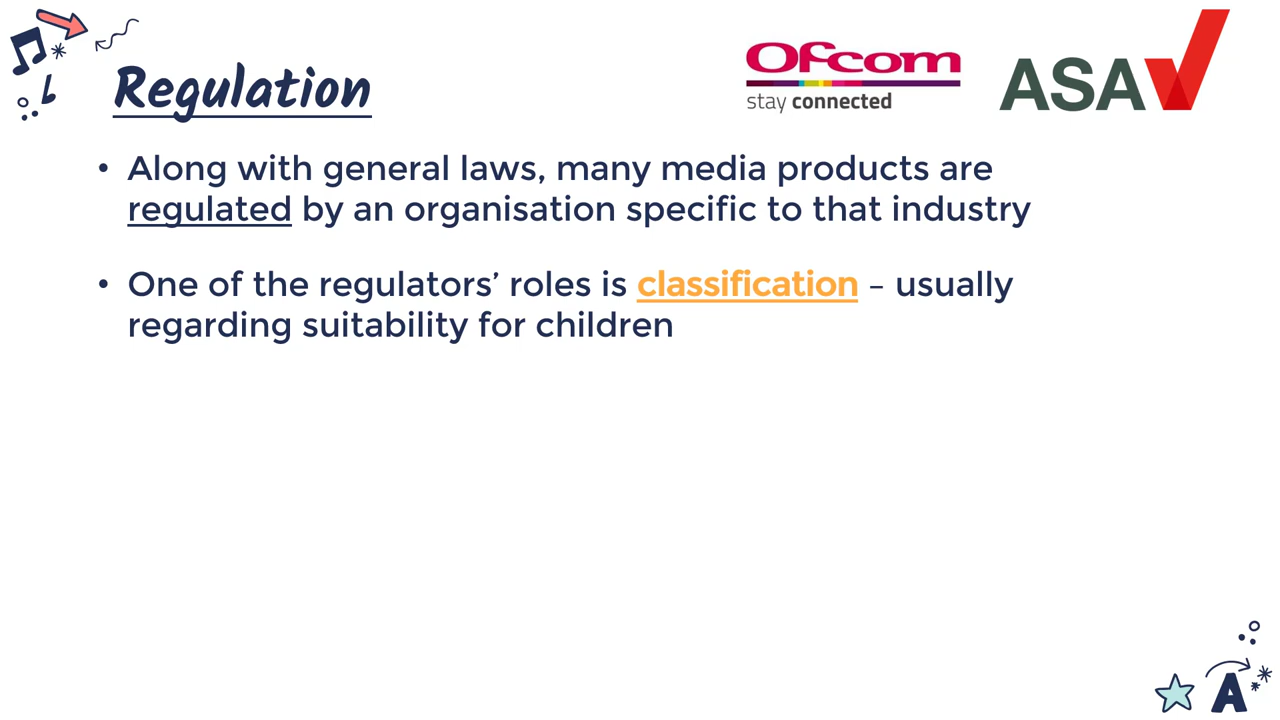 Regulation
Ofcom
stay connected
ASA
• Along with general laws, many media products are
regulated by an organisation specific to that industry
• One of the regulators’ roles is classification – usually
regarding suitability for children
A